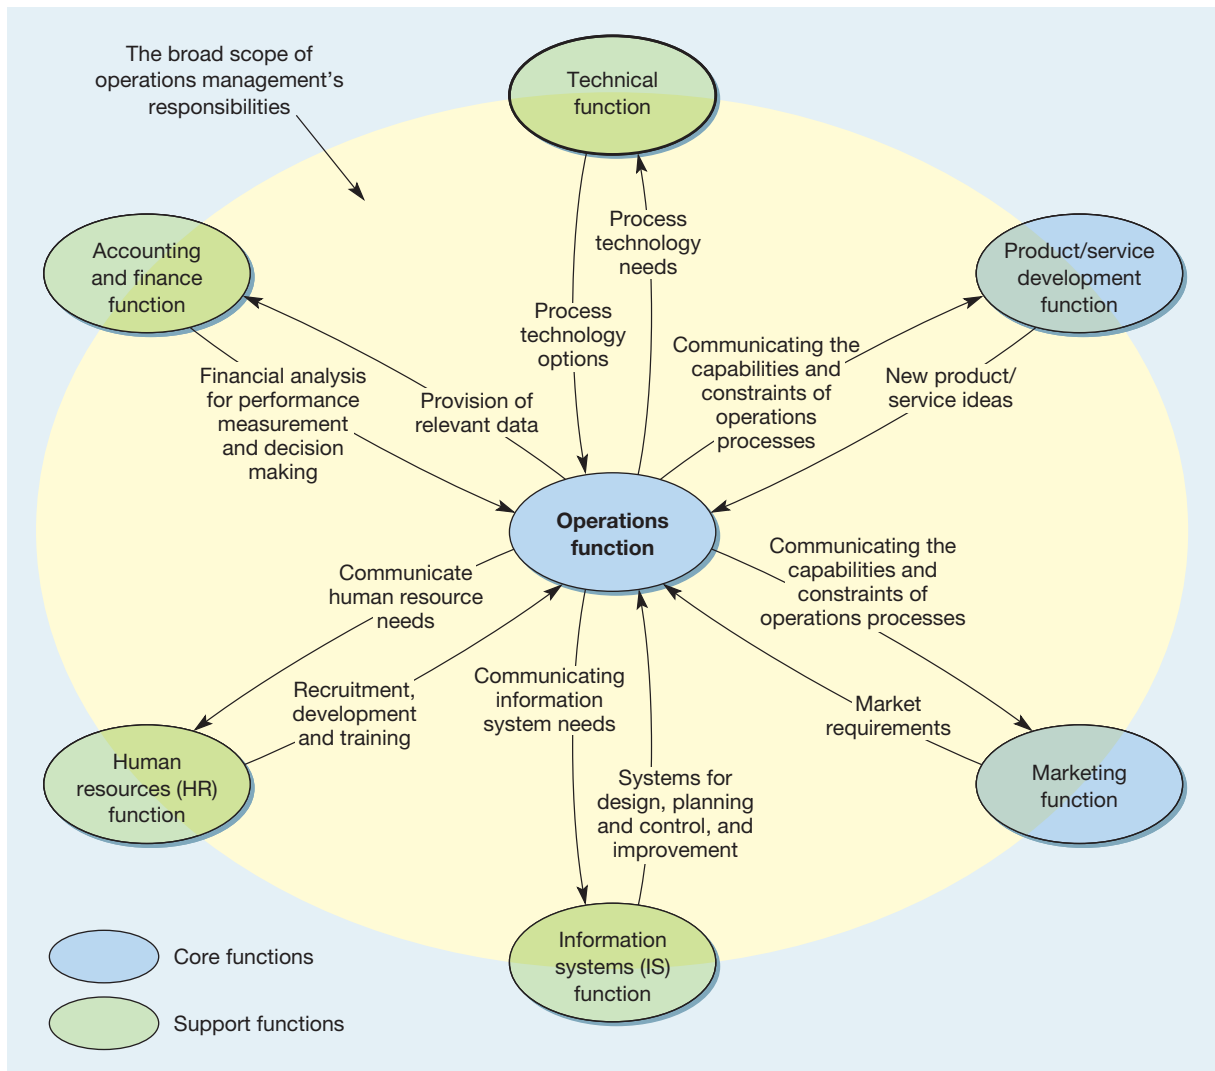 The broad scope of
operations management’s
responsibilities
Technical
function
Accounting
and finance
function
Product/service
development
function
Process
technology
needs
Process
technology
options
Communicating the
capabilities and
constraints of
operations
processes
New product/
service ideas
Financial analysis
for performance
measurement
and decision
making
Provision of
relevant data
Operations
function
Communicate
human resource
needs
Communicating the
capabilities and
constraints of
operations processes
Recruitment,
development
and training
Communicating
information
system needs
Market
requirements
Systems for
design, planning
and control, and
improvement
Human
resources (HR)
function
Marketing
function
Information
systems (IS)
function
Core functions
Support functions